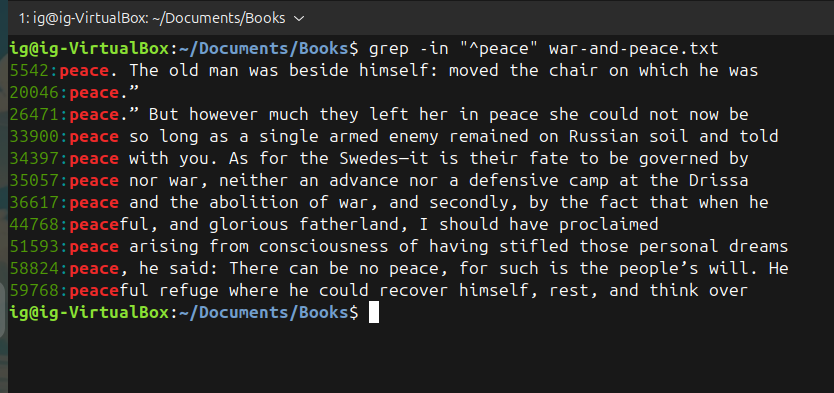 1: ig@ig-VirtualBox: ~/Documents/Books
ig@ig-VirtualBox:~/Documents/Books$ grep -in "^peace" war-and-peace.txt
5542:peace. The old man was beside himself: moved the chair on which he was
20046:peace.”
26471:peace.” But however much they left her in peace she could not now be
33900:peace so long as a single armed enemy remained on Russian soil and told
34397:peace with you. As for the Swedes—it is their fate to be governed by
35057:peace nor war, neither an advance nor a defensive camp at the Drissa
36617:peace and the abolition of war, and secondly, by the fact that when he
44768:peaceful, and glorious fatherland, I should have proclaimed
51593:peace arising from consciousness of having stifled those personal dreams
58824:peace, he said: There can be no peace, for such is the people’s will. He
59768:peaceful refuge where he could recover himself, rest, and think over
ig@ig-VirtualBox:~/Documents/Books$